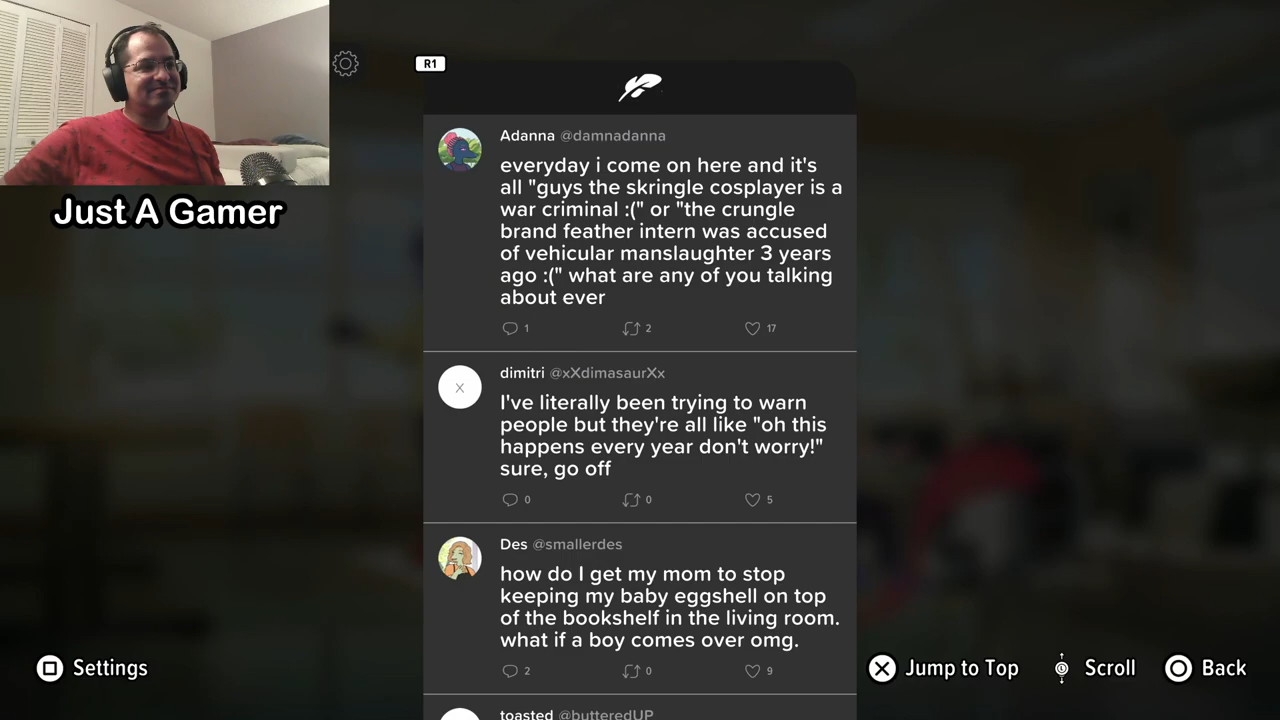 R1
Just A Gamer
Adanna @damnadanna
everyday i come on here and it's
all "guys the skringle cosplayer is a
war criminal :(" or "the crungle
brand feather intern was accused
of vehicular manslaughter 3 years
ago :(" what are any of you talking
about ever
1 2 17
X
dimitri @xXdimasaurXx
I've literally been trying to warn
people but they're all like "oh this
happens every year don't worry!"
sure, go off
0 0 5
Des @smallerdes
how do I get my mom to stop
keeping my baby eggshell on top
of the bookshelf in the living room.
what if a boy comes over omg.
2 0 9
toasted @butteredUP
Settings
Jump to Top
Scroll
Back